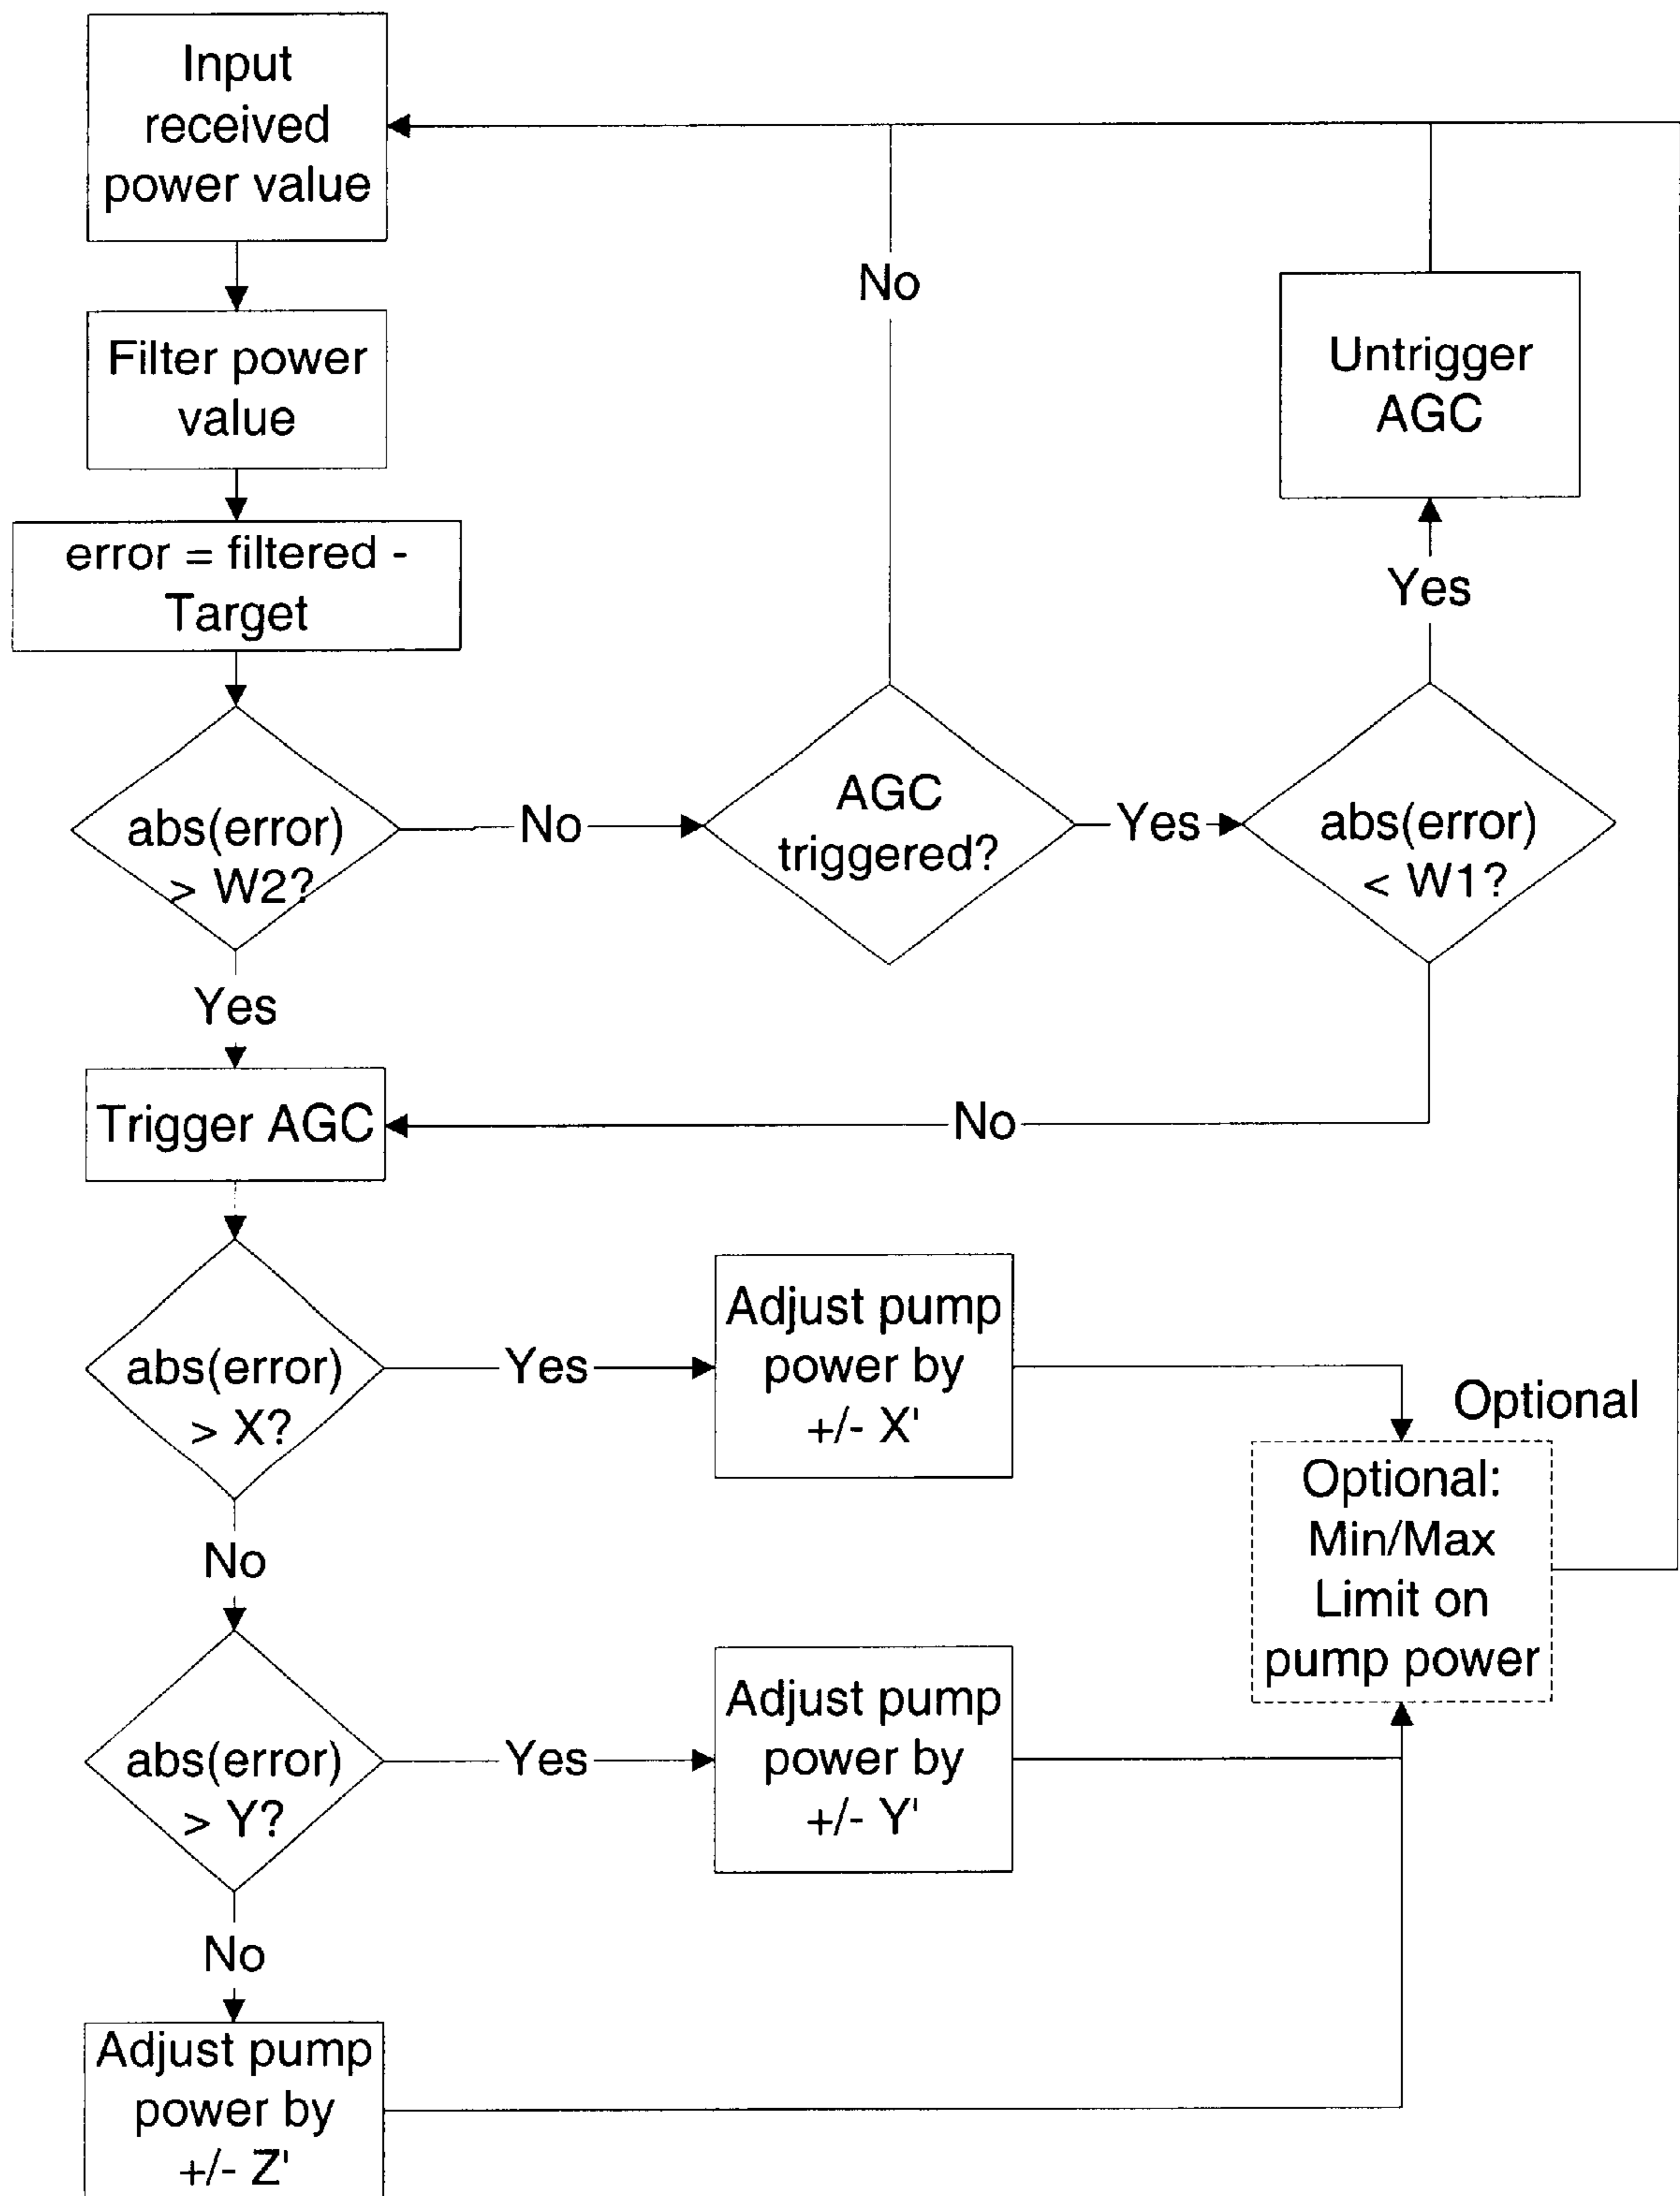 Input
received
power value
Filter power
value
error = filtered -
Target
abs(error)
> W2?
No
AGC
triggered?
No
Yes
abs(error)
< W1?
Yes
Untrigger
AGC
No
Yes
Trigger AGC
abs(error)
> X?
Yes
Adjust pump
power by
+/- X'
No
abs(error)
> Y?
Yes
Adjust pump
power by
+/- Y'
No
Adjust pump
power by
+/- Z'
Optional
Optional:
Min/Max
Limit on
pump power